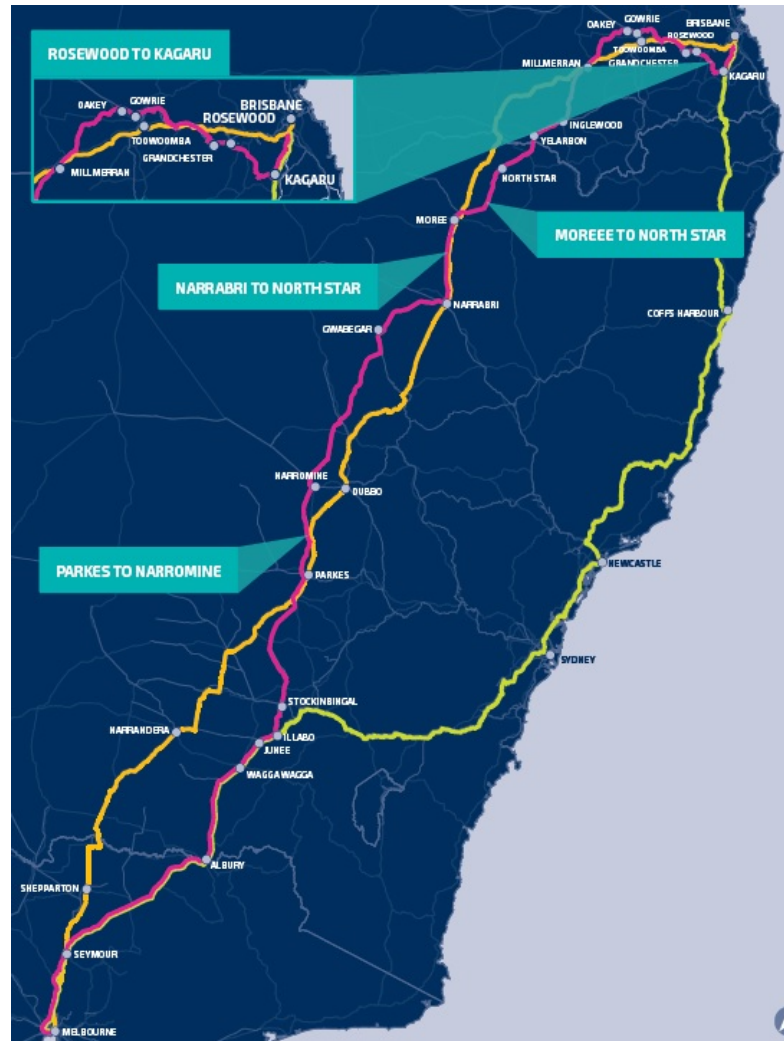 ROSEWOOD TO KAGARU
OAKEY
GOWRIE
BRISBANE
ROSEWOOD
TOOWOOMBA
GRANDCHESTER
MILLMERRAN
KAGARU
OAKEY
GOWRIE
BRISBANE
ROSEWOOD
TOOWOOMBA
MILLMERRAN
GRANDCHESTER
KAGARU
INGLEWOOD
YELARBON
NORTH STAR
MOREE
MOREEE TO NORTH STAR
NARRABRI TO NORTH STAR
NARRABRI
COFFS HARBOUR
GWABEGAR
NARROMINE
DUBBO
PARKES TO NARROMINE
PARKES
NEWCASTLE
SYDNEY
STOCKINBINGAL
NARRANDERA
ILLABO
JUNEE
WAGGA WAGGA
ALBURY
SHEPPARTON
SEYMOUR
MELBOURNE